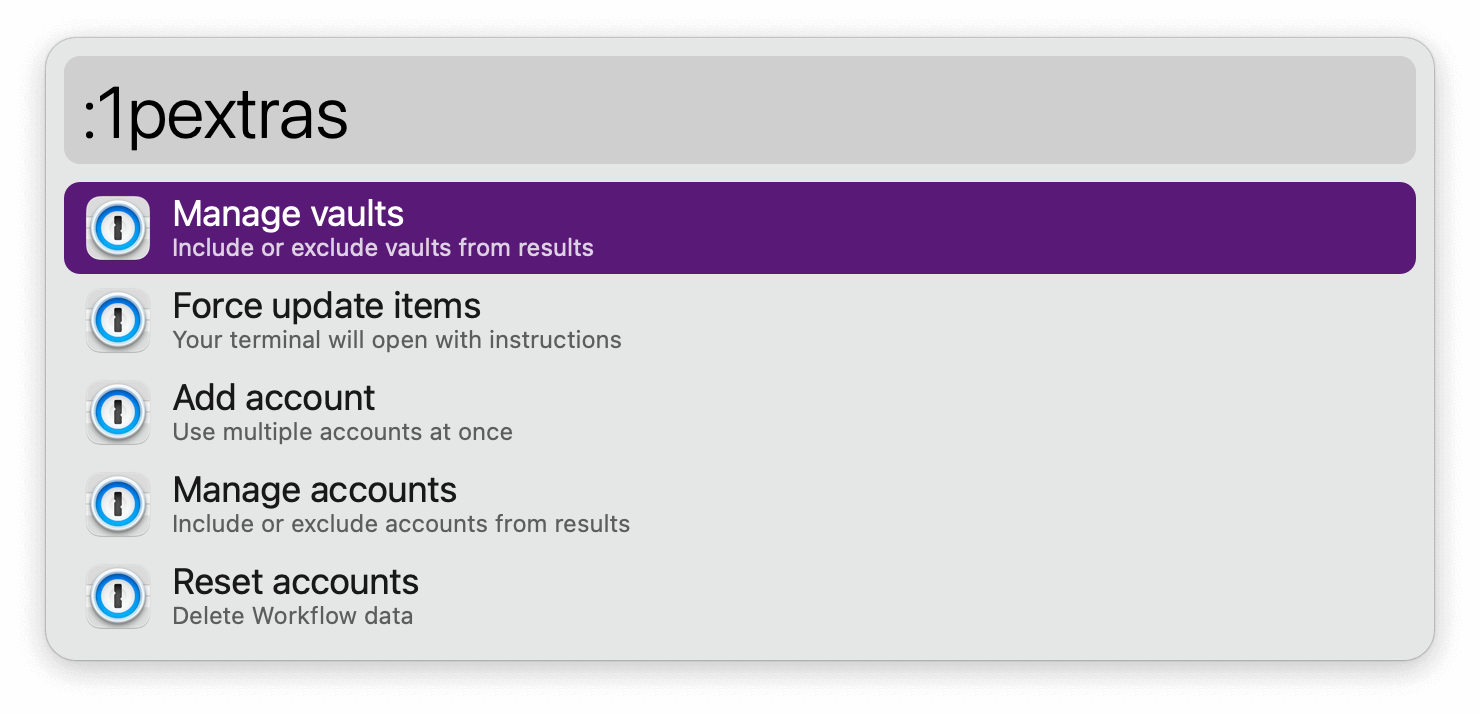 :1pextras
Manage vaults
Include or exclude vaults from results
Force update items
Your terminal will open with instructions
Add account
Use multiple accounts at once
Manage accounts
Include or exclude accounts from results
Reset accounts
Delete Workflow data